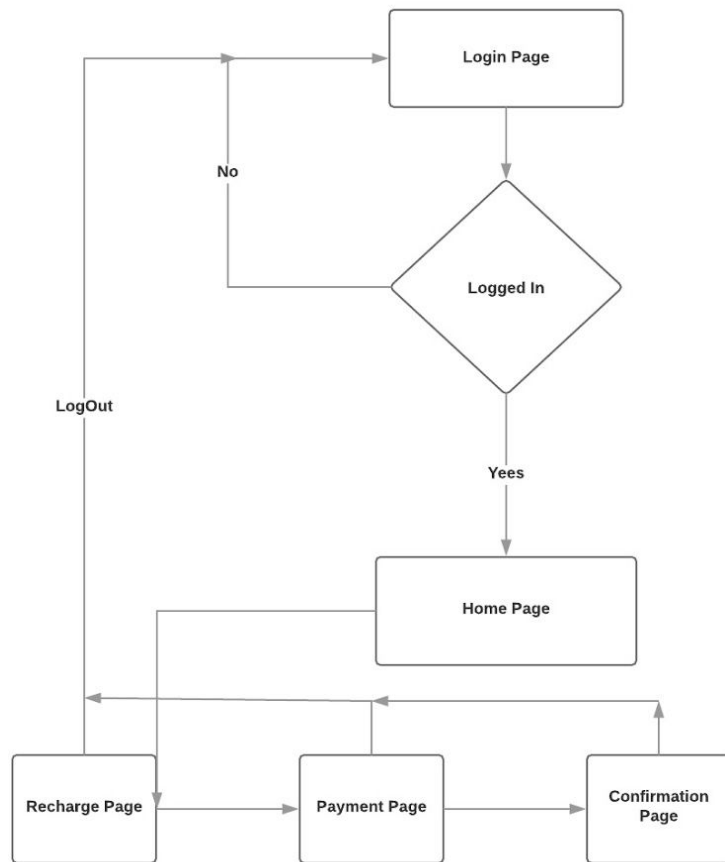 Login Page
No
Logged In
LogOut
Yees
Home Page
Recharge Page
Payment Page
Confirmation
Page